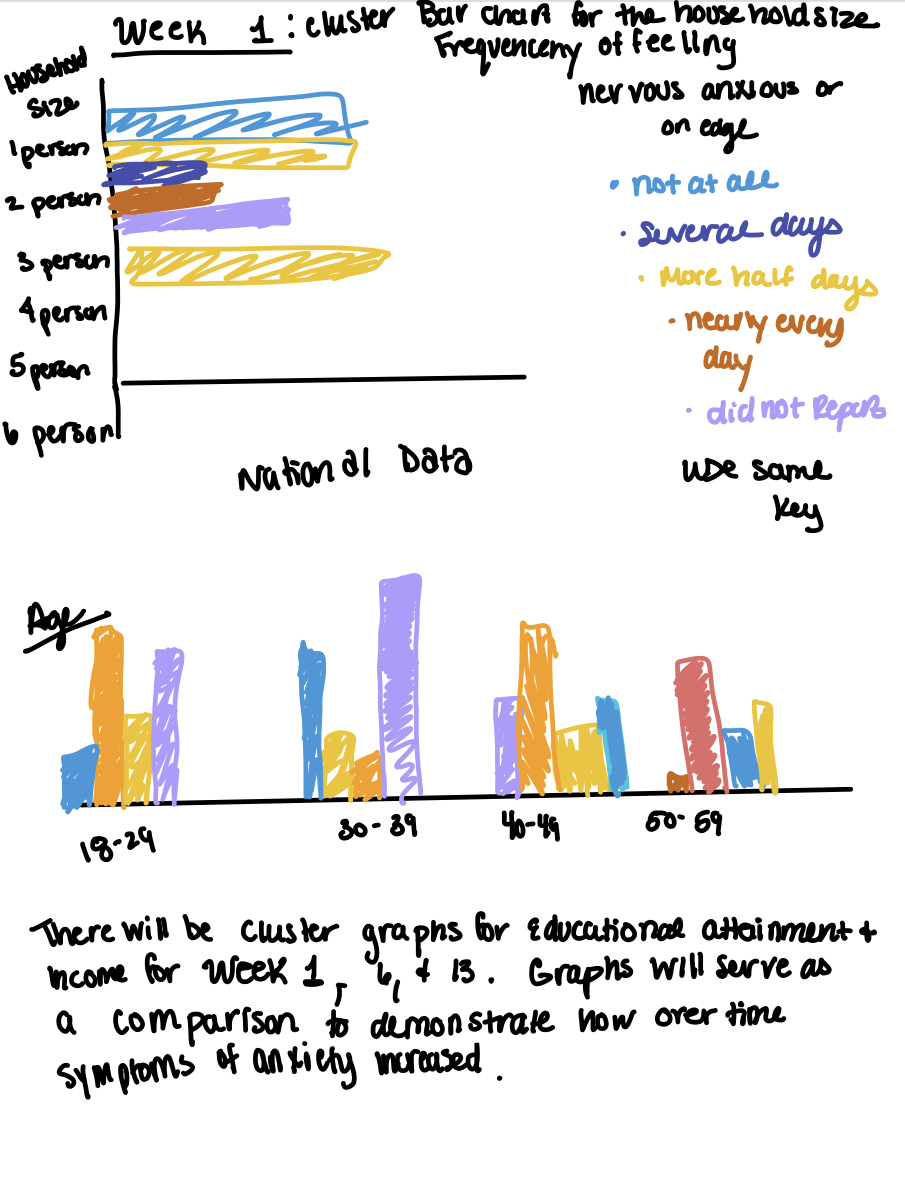 Week 1: cluster Bar chart for the household size
Frequenceny of feeling
nervous anxious or
on edge
Household
Size
1 person
2 person
3 person
4 person
5 person
6 person
• not at all
• Several days
• More half days
• nearly every
day
• did not Report
Use same
key
National Data
Age
18-29
30-39
40-49
50-59
There will be cluster graphs for Educational attainment +
Income for Week 1, 6, + 13. Graphs will serve as
a comparison to demonstrate how over time
symptoms of anxiety increased.